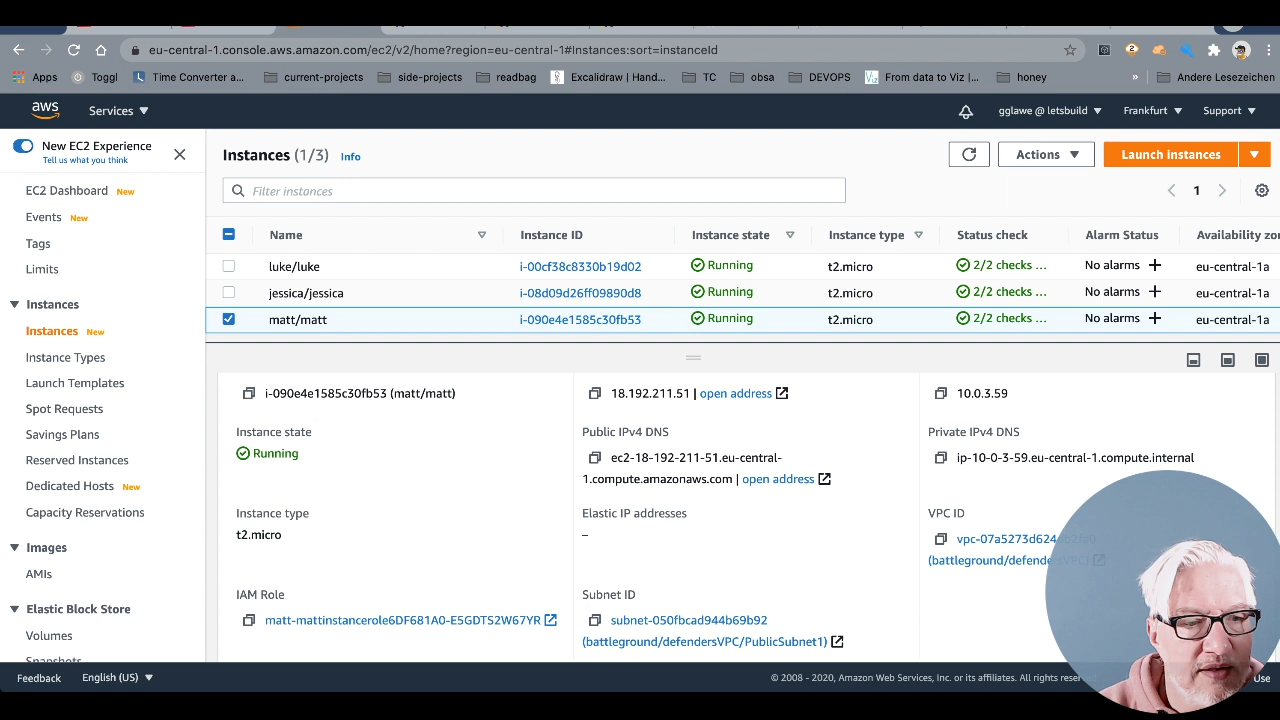 eu-central-1.console.aws.amazon.com/ec2/v2/home?region=eu-central-1#Instances:sort=instanceId
2
Apps Toggl Time Converter a... current-projects side-projects readbag Excalidraw | Hand... TC obsa DEVOPS From data to Viz |... honey » Andere Lesezeichen
aws Services gglawe @ letsbuild Frankfurt Support
New EC2 Experience
Tell us what you think
EC2 Dashboard New
Events New
Tags
Limits
Instances
Instances New
Instance Types
Launch Templates
Spot Requests
Savings Plans
Reserved Instances
Dedicated Hosts New
Capacity Reservations
Images
AMIs
Elastic Block Store
Volumes
Snapshots
Instances (1/3) Info
Actions Launch instances
Filter instances
1
Name Instance ID Instance state Instance type Status check Alarm Status Availability
luke/luke i-00cf38c8330b19d02 Running t2.micro 2/2 checks ... No alarms + eu-central-1a
jessica/jessica i-08d09d26ff09890d8 Running t2.micro 2/2 checks ... No alarms + eu-central-1a
matt/matt i-090e4e1585c30fb53 Running t2.micro 2/2 checks ... No alarms + eu-central-1a
i-090e4e1585c30fb53 (matt/matt) 18.192.211.51 | open address 10.0.3.59
Instance state Public IPv4 DNS Private IPv4 DNS
Running ec2-18-192-211-51.eu-central- ip-10-0-3-59.eu-central-1.compute.internal
1.compute.amazonaws.com | open address
Instance type Elastic IP addresses VPC ID
t2.micro – vpc-07a5273d624
(battleground/defendersVPC)
IAM Role Subnet ID
matt-mattinstancerole6DF681A0-E5GDTS2W67YR subnet-050fbcad944b69b92
(battleground/defendersVPC/PublicSubnet1)
Feedback English (US) © 2008 - 2020, Amazon Web Services, Inc. or its affiliates. All rights Use